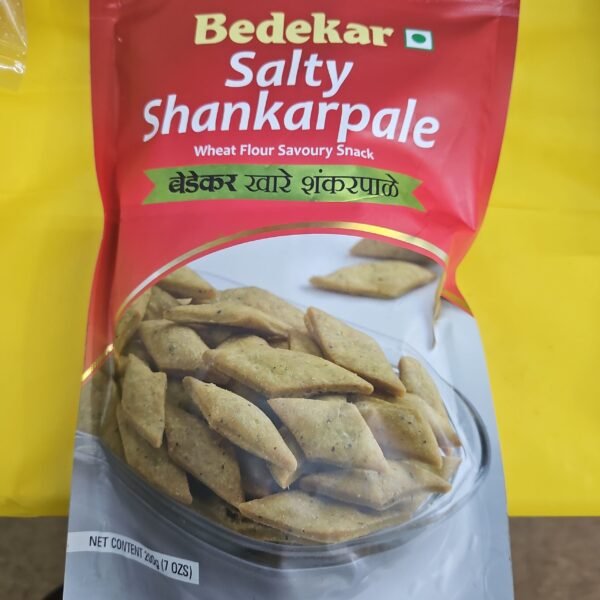 Bedekar
Salty
Shankarpale
Wheat Flour Savoury Snack
बेडेकर खारे शंकरपाळे
NET CONTENT 200g (7 OZS)